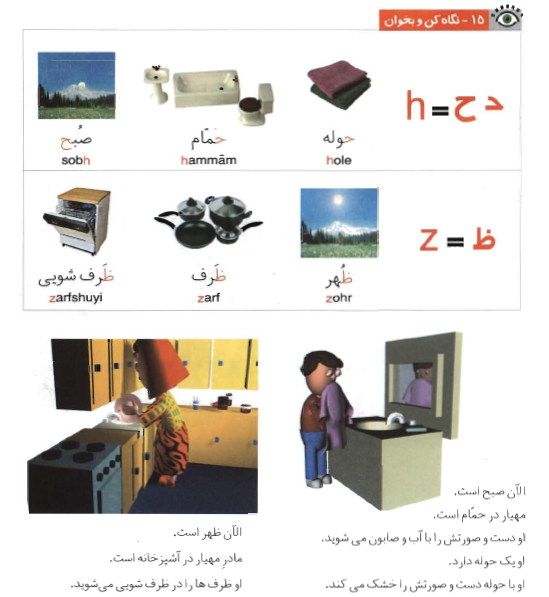 ۱۵ - نگاه کن و بخوان
h = ح حـ
حوله
hole
حمّام
hammām
صُبح
sobh
z = ظ
ظُهر
zohr
ظَرف
zarf
ظَرف شویی
zarfshuyi
الآن صبح است.
مهیار در حمّام است.
او دست و صورتش را با آب و صابون می شوید.
او یک حوله دارد.
او با حوله دست و صورتش را خشک می کند.
الآن ظهر است.
مادرِ مهیار در آشپزخانه است.
او ظرف ها را در ظرف شویی می‌شوید.